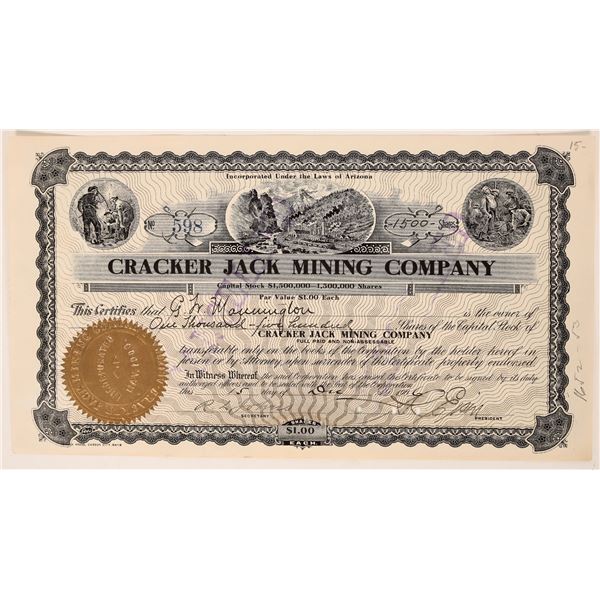 15-
Incorporated Under the Laws of Arizona
No 598
-1500- Shares
CRACKER JACK MINING COMPANY
Capital Stock $1,500,000—1,500,000 Shares
Par Value $1.00 Each
This Certifies that G W Mannington is the owner of
One Thousand five hundred Shares of the Capital Stock of
CRACKER JACK MINING COMPANY
FULL PAID AND NON-ASSESSABLE
transferable only on the books of the Corporation by the holder hereof in
person or by Attorney upon surrender of this Certificate properly endorsed.
In Witness Whereof, the said Corporation has caused this Certificate to be signed by its duly
authorized officers and to be sealed with the Seal of the Corporation
this 5 day of
SECRETARY
PRESIDENT
SHARES
$1.00
EACH